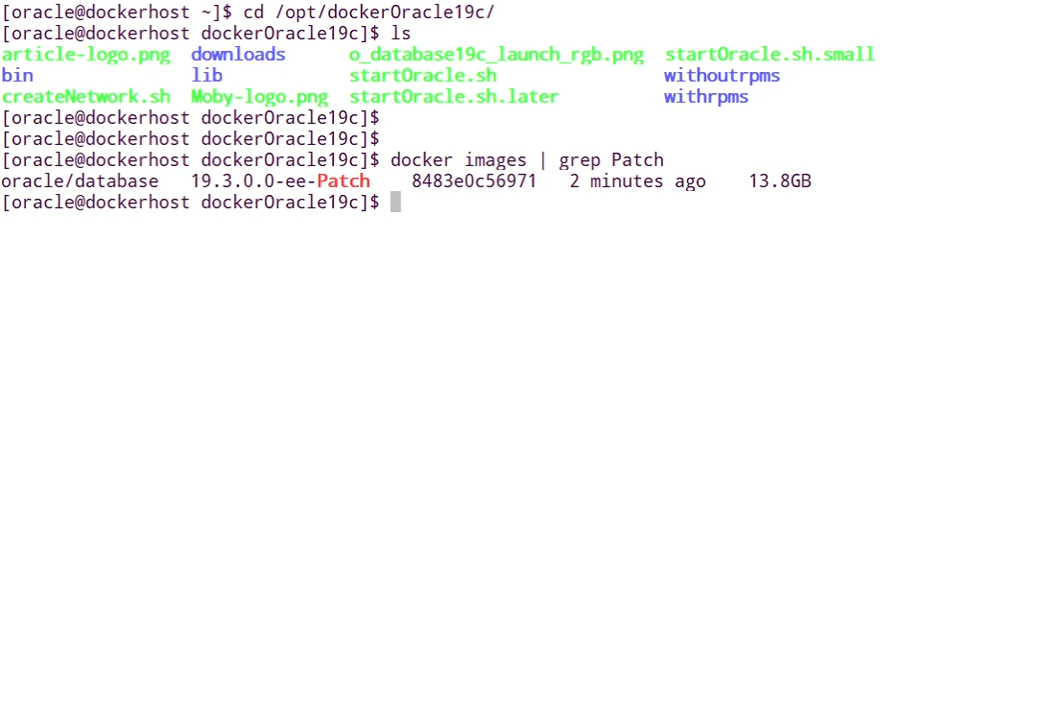 [oracle@dockerhost ~]$ cd /opt/dockerOracle19c/
[oracle@dockerhost dockerOracle19c]$ ls
article-logo.png  downloads      o_database19c_launch_rgb.png  startOracle.sh.small
bin               lib            startOracle.sh                withoutrpms
createNetwork.sh  Moby-logo.png  startOracle.sh.later          withrpms
[oracle@dockerhost dockerOracle19c]$
[oracle@dockerhost dockerOracle19c]$
[oracle@dockerhost dockerOracle19c]$ docker images | grep Patch
oracle/database   19.3.0.0-ee-Patch    8483e0c56971   2 minutes ago    13.8GB
[oracle@dockerhost dockerOracle19c]$